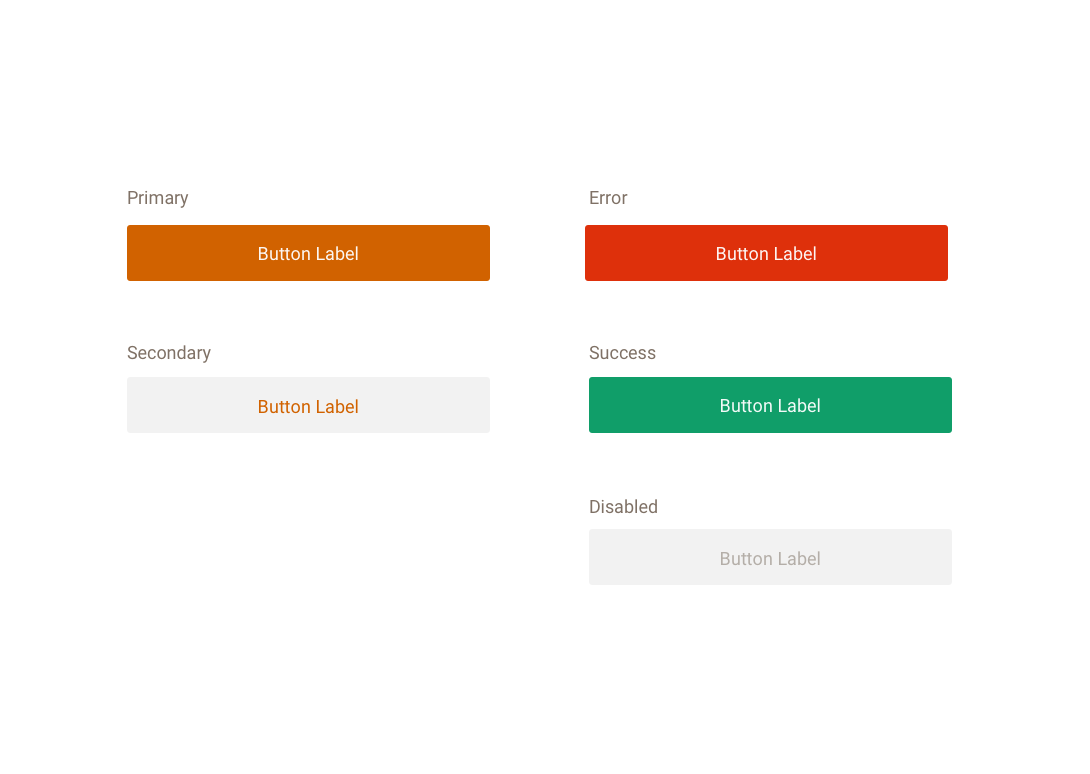 Primary
Button Label
Secondary
Button Label
Error
Button Label
Success
Button Label
Disabled
Button Label